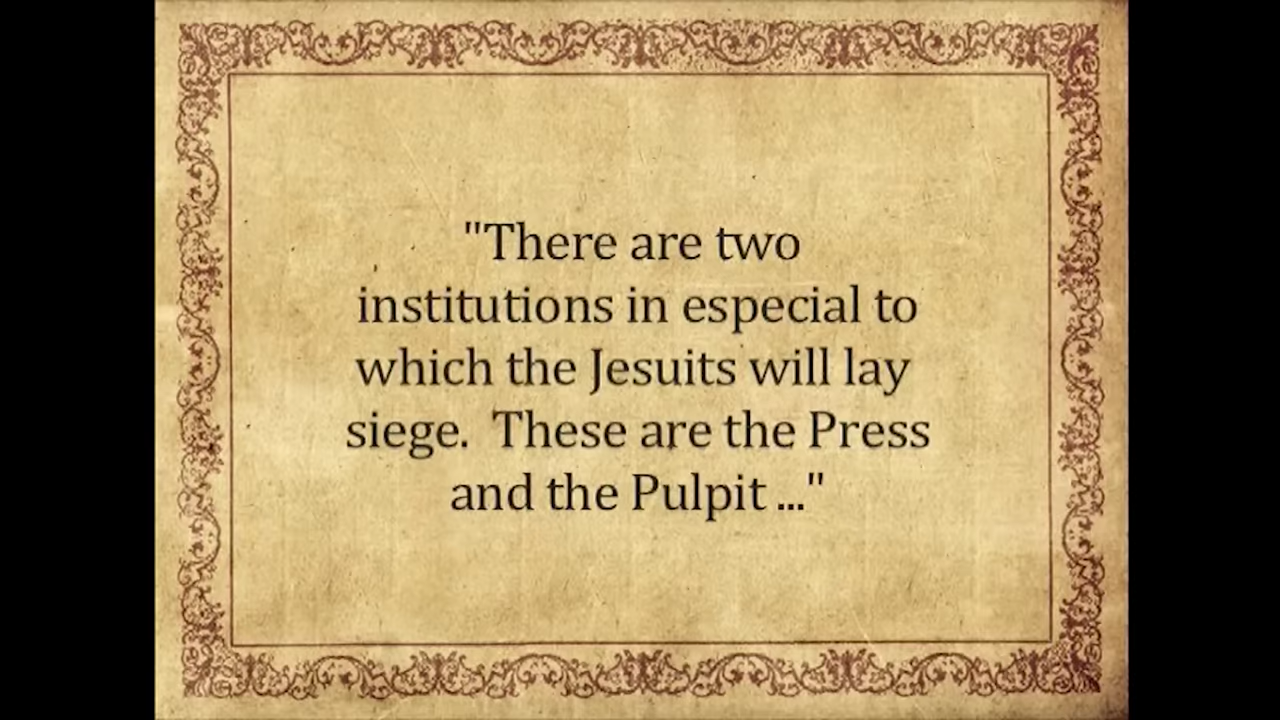 "There are two
institutions in especial to
which the Jesuits will lay
siege.  These are the Press
and the Pulpit ..."